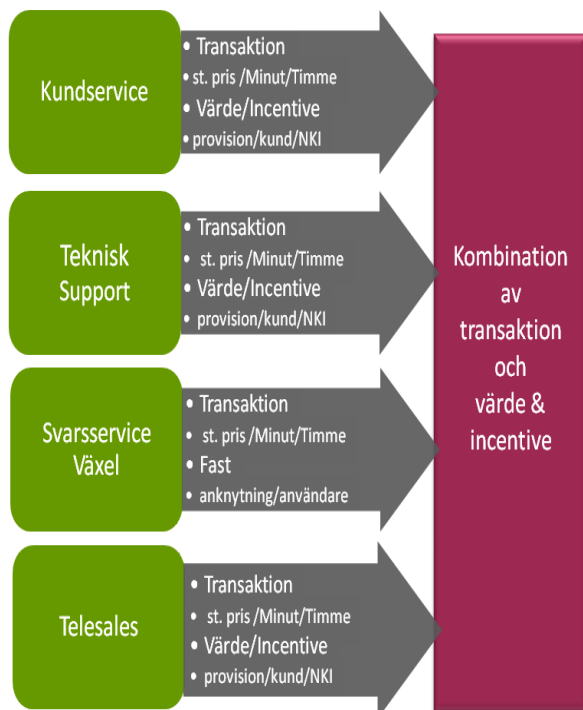 Kundservice
• Transaktion
• st. pris /Minut/Timme
• Värde/Incentive
• provision/kund/NKI
Teknisk
Support
• Transaktion
• st. pris /Minut/Timme
• Värde/Incentive
• provision/kund/NKI
Svarsservice
Växel
• Transaktion
• st. pris /Minut/Timme
• Fast
• anknytning/användare
Telesales
• Transaktion
• st. pris /Minut/Timme
• Värde/Incentive
• provision/kund/NKI
Kombination
av
transaktion
och
värde &
incentive